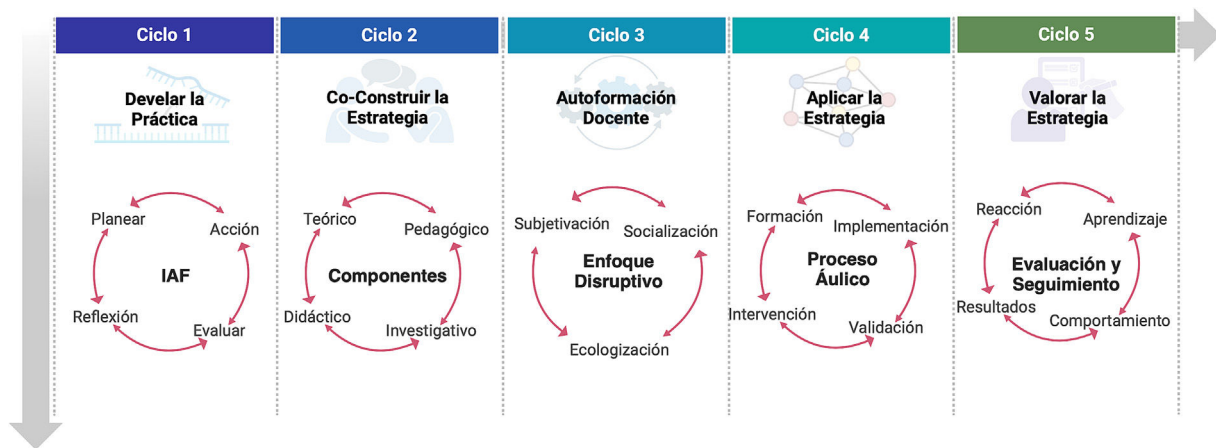 Ciclo 1
Ciclo 2
Ciclo 3
Ciclo 4
Ciclo 5
Develar la
Práctica
Co-Construir la
Estrategia
Autoformación
Docente
Aplicar la
Estrategia
Valorar la
Estrategia
Planear
Acción
IAF
Reflexión
Evaluar
Teórico
Pedagógico
Componentes
Didáctico
Investigativo
Subjetivación
Socialización
Enfoque
Disruptivo
Ecologización
Formación
Implementación
Proceso
Áulico
Intervención
Validación
Reacción
Aprendizaje
Evaluación y
Seguimiento
Resultados
Comportamiento